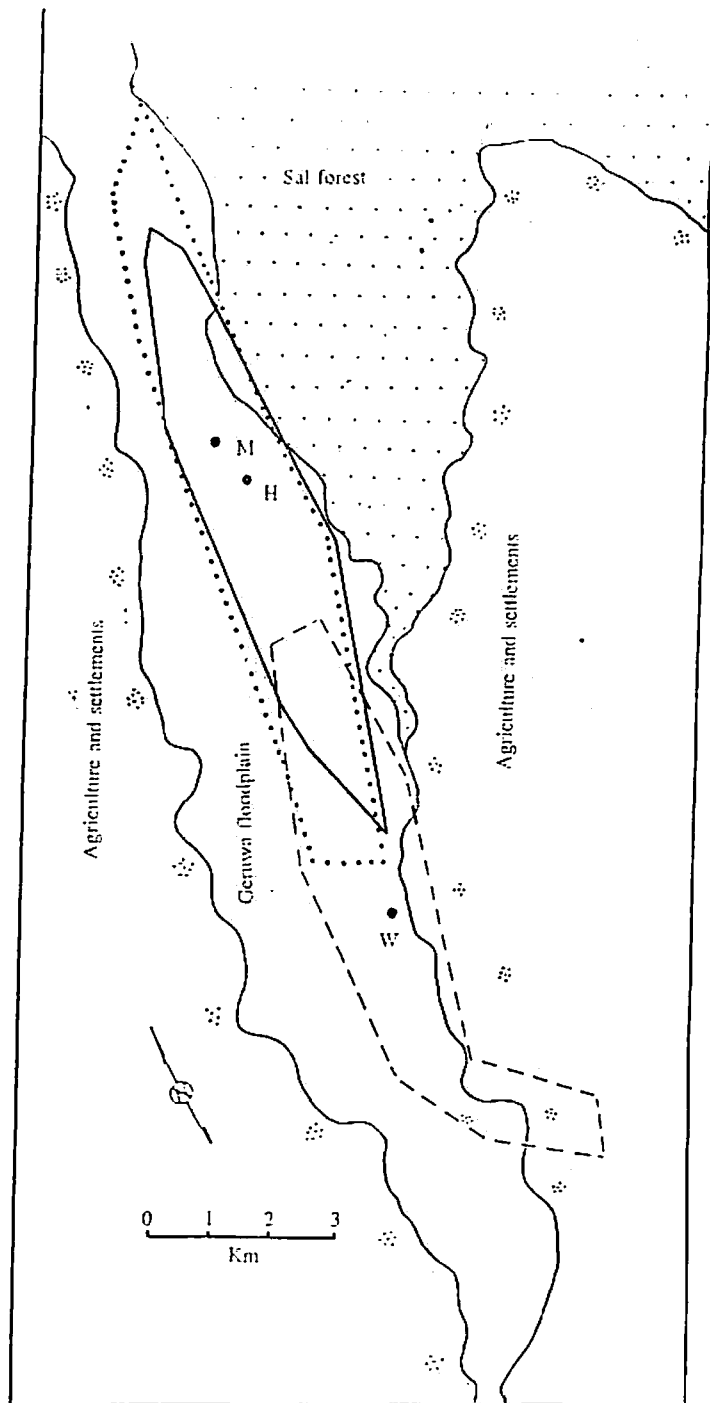 Sal forest
M
H
Agriculture and settlements
Agriculture and settlements
Geruwa floodplain
W
0 1 2 3
Km